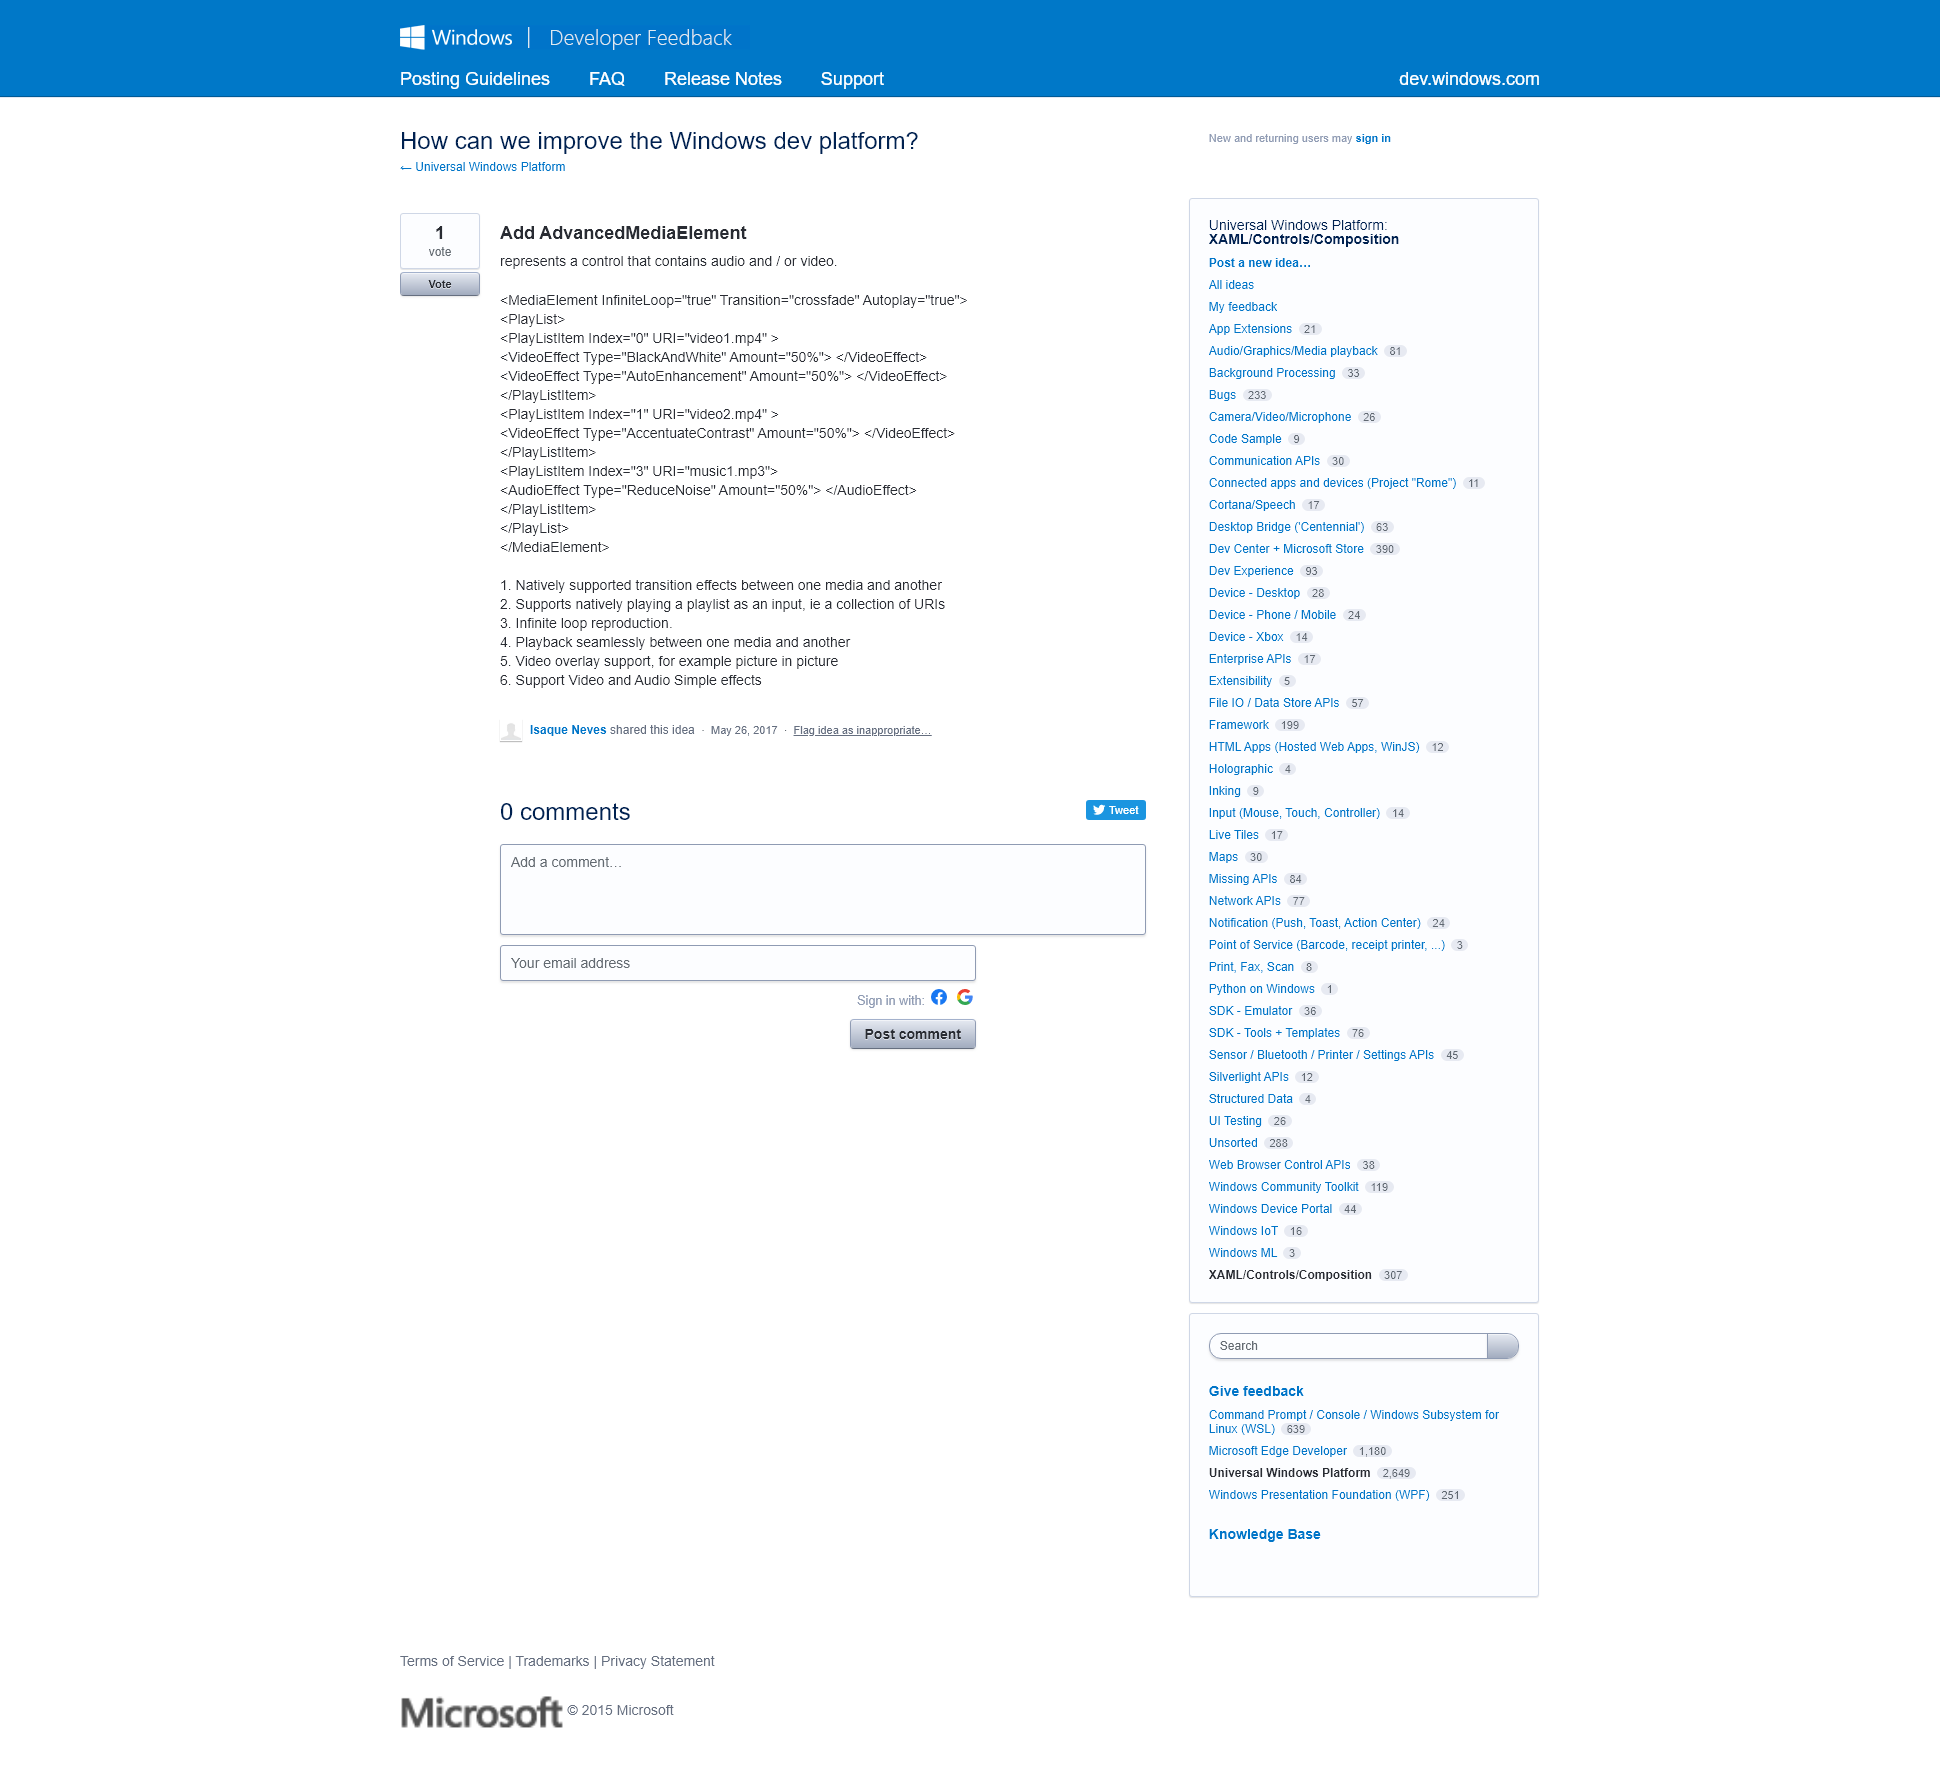 Windows | Developer Feedback
Posting Guidelines FAQ Release Notes Support dev.windows.com
How can we improve the Windows dev platform?
← Universal Windows Platform
New and returning users may sign in
1
vote
Vote
Add AdvancedMediaElement
represents a control that contains audio and / or video.
<MediaElement InfiniteLoop="true" Transition="crossfade" Autoplay="true">
<PlayList>
<PlayListItem Index="0" URI="video1.mp4" >
<VideoEffect Type="BlackAndWhite" Amount="50%"> </VideoEffect>
<VideoEffect Type="AutoEnhancement" Amount="50%"> </VideoEffect>
</PlayListItem>
<PlayListItem Index="1" URI="video2.mp4" >
<VideoEffect Type="AccentuateContrast" Amount="50%"> </VideoEffect>
</PlayListItem>
<PlayListItem Index="3" URI="music1.mp3">
<AudioEffect Type="ReduceNoise" Amount="50%"> </AudioEffect>
</PlayListItem>
</PlayList>
</MediaElement>
1. Natively supported transition effects between one media and another
2. Supports natively playing a playlist as an input, ie a collection of URIs
3. Infinite loop reproduction.
4. Playback seamlessly between one media and another
5. Video overlay support, for example picture in picture
6. Support Video and Audio Simple effects
Isaque Neves shared this idea · May 26, 2017 · Flag idea as inappropriate…
0 comments
Tweet
Add a comment…
Your email address
Sign in with:
Post comment
Universal Windows Platform:
XAML/Controls/Composition
Post a new idea…
All ideas
My feedback
App Extensions 21
Audio/Graphics/Media playback 81
Background Processing 33
Bugs 233
Camera/Video/Microphone 26
Code Sample 9
Communication APIs 30
Connected apps and devices (Project "Rome") 11
Cortana/Speech 17
Desktop Bridge ('Centennial') 63
Dev Center + Microsoft Store 390
Dev Experience 93
Device - Desktop 28
Device - Phone / Mobile 24
Device - Xbox 14
Enterprise APIs 17
Extensibility 5
File IO / Data Store APIs 57
Framework 199
HTML Apps (Hosted Web Apps, WinJS) 12
Holographic 4
Inking 9
Input (Mouse, Touch, Controller) 14
Live Tiles 17
Maps 30
Missing APIs 84
Network APIs 77
Notification (Push, Toast, Action Center) 24
Point of Service (Barcode, receipt printer, ...) 3
Print, Fax, Scan 8
Python on Windows 1
SDK - Emulator 36
SDK - Tools + Templates 76
Sensor / Bluetooth / Printer / Settings APIs 45
Silverlight APIs 12
Structured Data 4
UI Testing 26
Unsorted 288
Web Browser Control APIs 38
Windows Community Toolkit 119
Windows Device Portal 44
Windows IoT 16
Windows ML 3
XAML/Controls/Composition 307
Search
Give feedback
Command Prompt / Console / Windows Subsystem for
Linux (WSL) 639
Microsoft Edge Developer 1,180
Universal Windows Platform 2,649
Windows Presentation Foundation (WPF) 251
Knowledge Base
Terms of Service | Trademarks | Privacy Statement
Microsoft © 2015 Microsoft